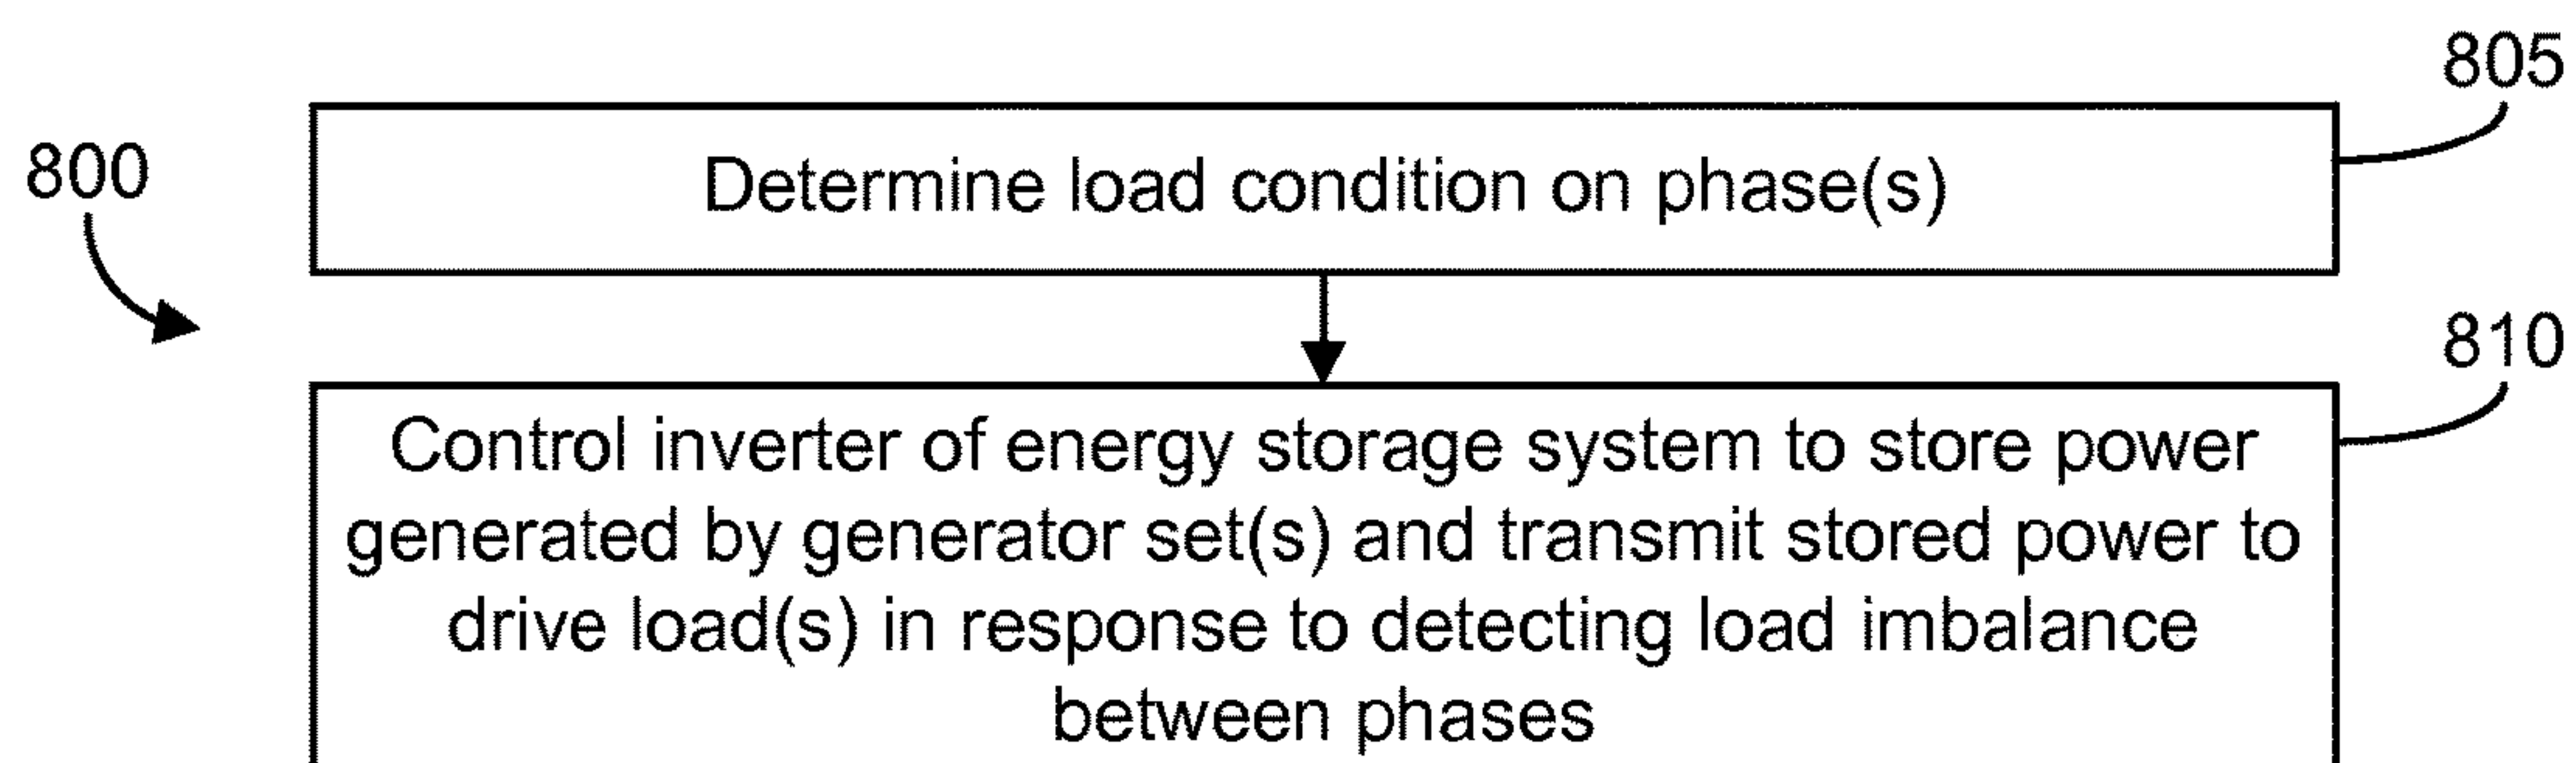 805
800
Determine load condition on phase(s)
810
Control inverter of energy storage system to store power
generated by generator set(s) and transmit stored power to
drive load(s) in response to detecting load imbalance
between phases